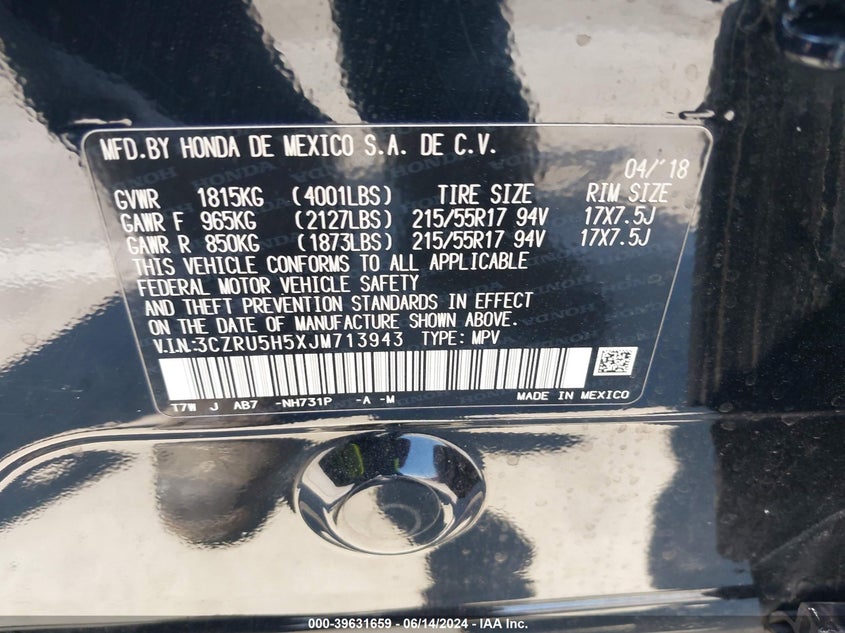 MFD.BY HONDA DE MEXICO S.A. DE C.V.
04/'18
GVWR 1815KG (4001LBS) TIRE SIZE RIM SIZE
GAWR F 965KG (2127LBS) 215/55R17 94V 17X7.5J
GAWR R 850KG (1873LBS) 215/55R17 94V 17X7.5J
THIS VEHICLE CONFORMS TO ALL APPLICABLE
FEDERAL MOTOR VEHICLE SAFETY
AND THEFT PREVENTION STANDARDS IN EFFECT
ON THE DATE OF MANUFACTURE SHOWN ABOVE.
V.I.N.:3CZRU5H5XJM713943 TYPE: MPV
T7W J AB7 -NH731P -A -M MADE IN MEXICO
000-39631659 - 06/14/2024 - IAA Inc.